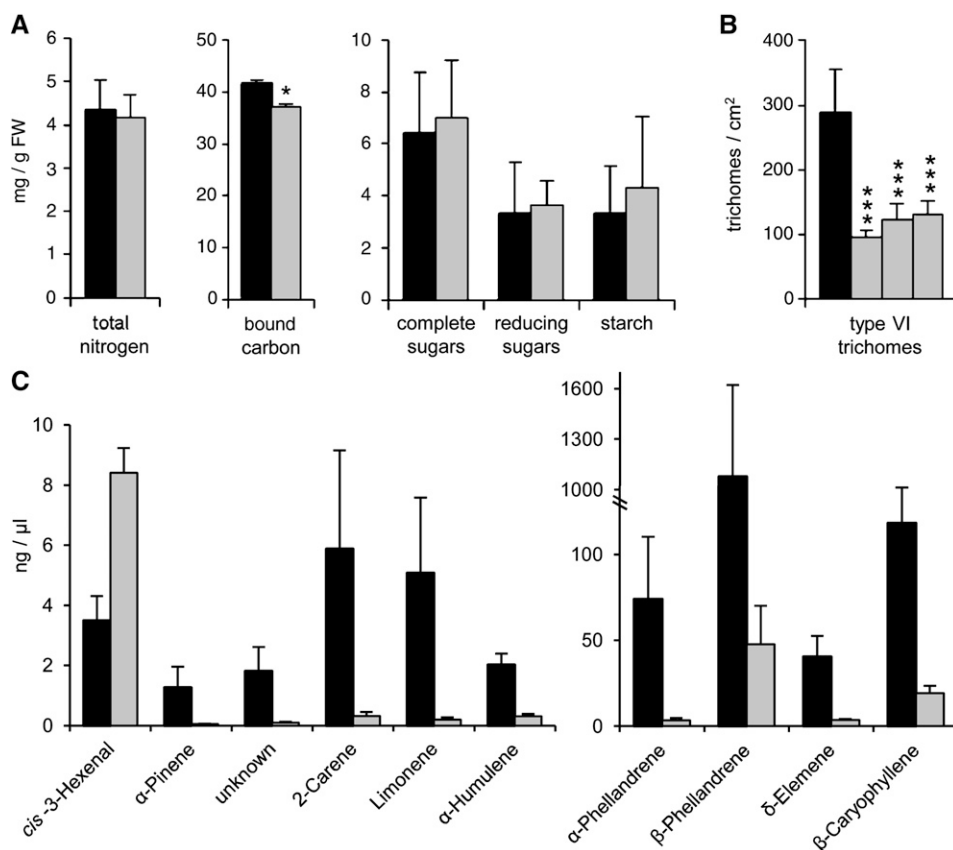 A
B
mg / g FW
6
5
4
3
2
1
0
total
nitrogen
50
40
30
20
10
0
*
bound
carbon
10
8
6
4
2
0
complete
sugars
reducing
sugars
starch
trichomes / cm²
400
300
200
100
0
***
***
***
type VI
trichomes
C
ng / µl
10
8
6
4
2
0
cis-3-Hexenal
α-Pinene
unknown
2-Carene
Limonene
α-Humulene
1600
1300
1000
100
50
0
α-Phellandrene
β-Phellandrene
δ-Elemene
β-Caryophyllene